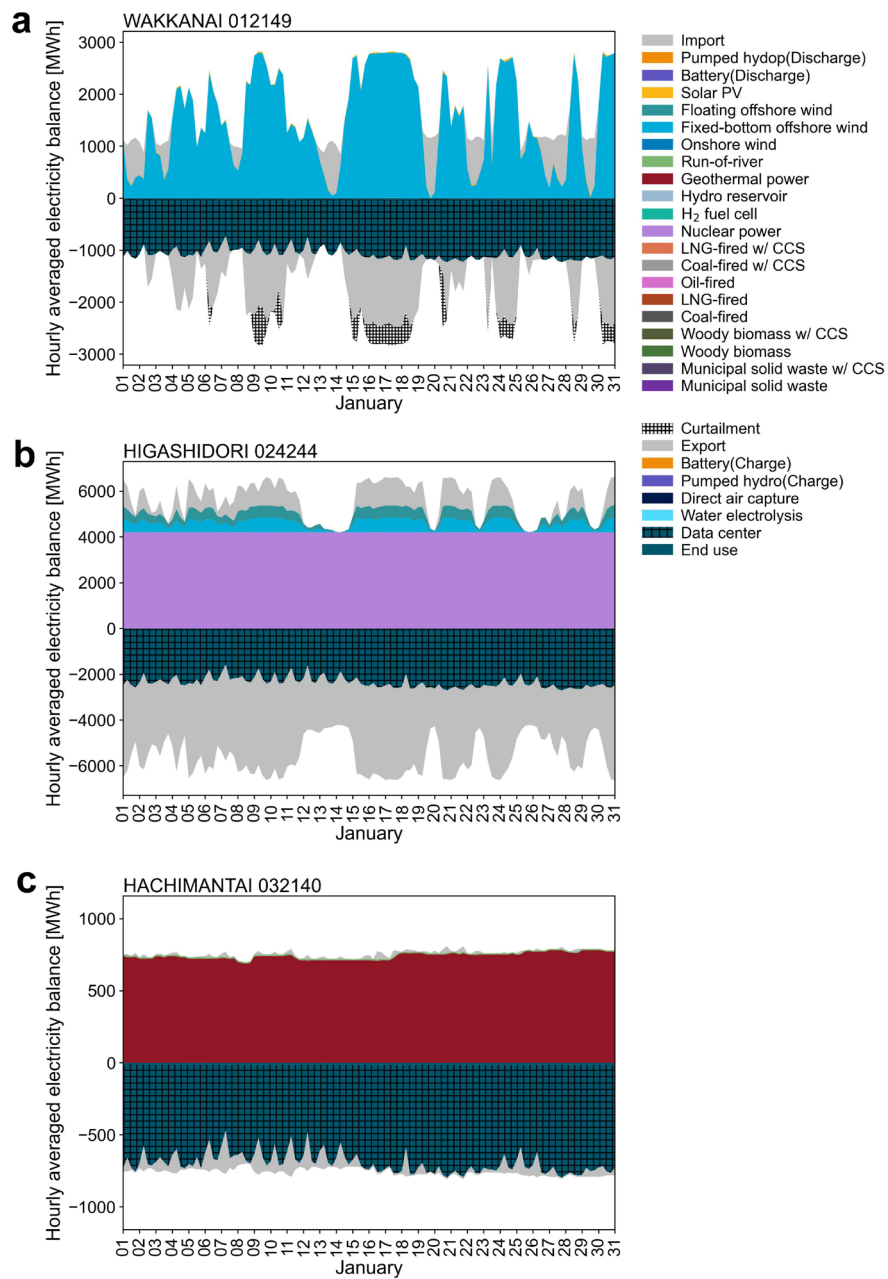 a
WAKKANAI 012149
Hourly averaged electricity balance [MWh]
3000
2000
1000
0
−1000
−2000
−3000
01 02 03 04 05 06 07 08 09 10 11 12 13 14 15 16 17 18 19 20 21 22 23 24 25 26 27 28 29 30 31
January
Import
Pumped hydop(Discharge)
Battery(Discharge)
Solar PV
Floating offshore wind
Fixed-bottom offshore wind
Onshore wind
Run-of-river
Geothermal power
Hydro reservoir
H2 fuel cell
Nuclear power
LNG-fired w/ CCS
Coal-fired w/ CCS
Oil-fired
LNG-fired
Coal-fired
Woody biomass w/ CCS
Woody biomass
Municipal solid waste w/ CCS
Municipal solid waste
Curtailment
Export
Battery(Charge)
Pumped hydro(Charge)
Direct air capture
Water electrolysis
Data center
End use
b
HIGASHIDORI 024244
Hourly averaged electricity balance [MWh]
6000
4000
2000
0
−2000
−4000
−6000
01 02 03 04 05 06 07 08 09 10 11 12 13 14 15 16 17 18 19 20 21 22 23 24 25 26 27 28 29 30 31
January
c
HACHIMANTAI 032140
Hourly averaged electricity balance [MWh]
1000
500
0
−500
−1000
01 02 03 04 05 06 07 08 09 10 11 12 13 14 15 16 17 18 19 20 21 22 23 24 25 26 27 28 29 30 31
January